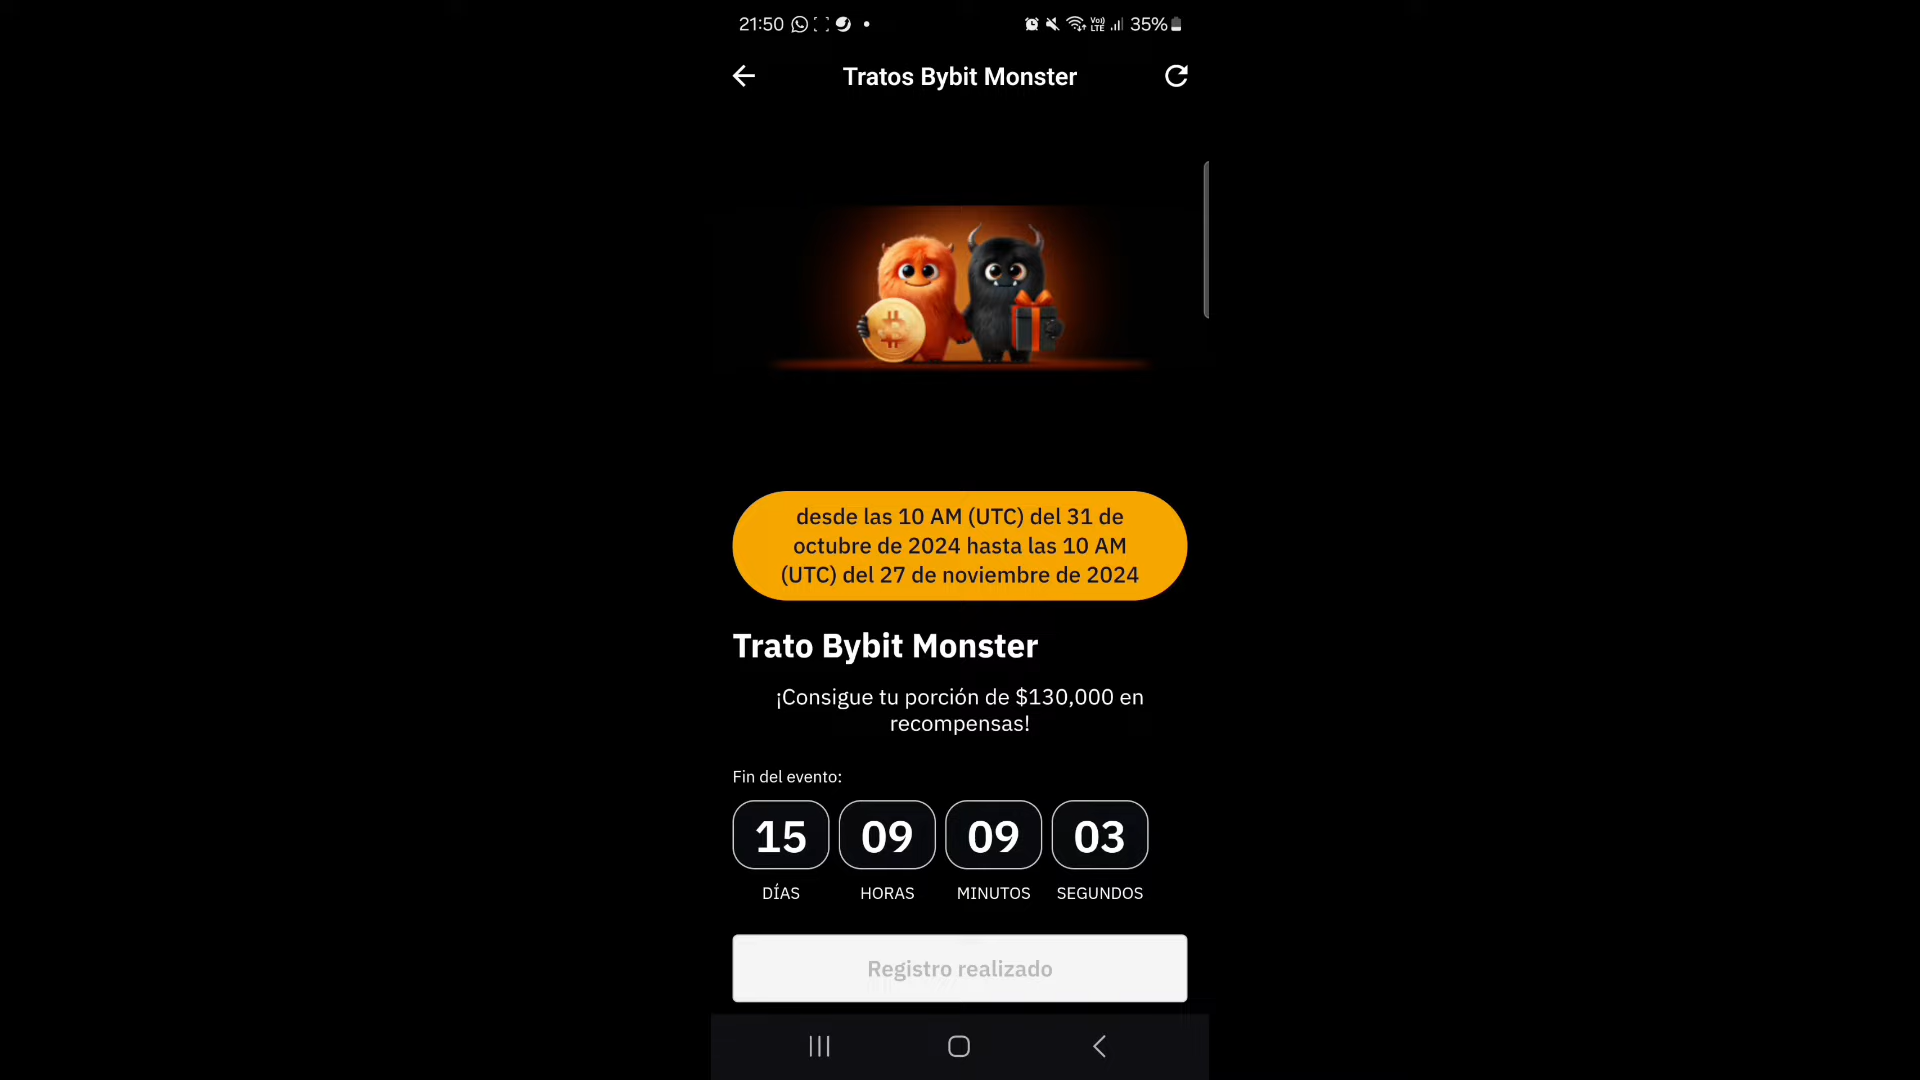 21:50
Vo))
LTE
35%
Tratos Bybit Monster
desde las 10 AM (UTC) del 31 de
octubre de 2024 hasta las 10 AM
(UTC) del 27 de noviembre de 2024
Trato Bybit Monster
¡Consigue tu porción de $130,000 en
recompensas!
Fin del evento:
15 09 09 03
DÍAS HORAS MINUTOS SEGUNDOS
Registro realizado